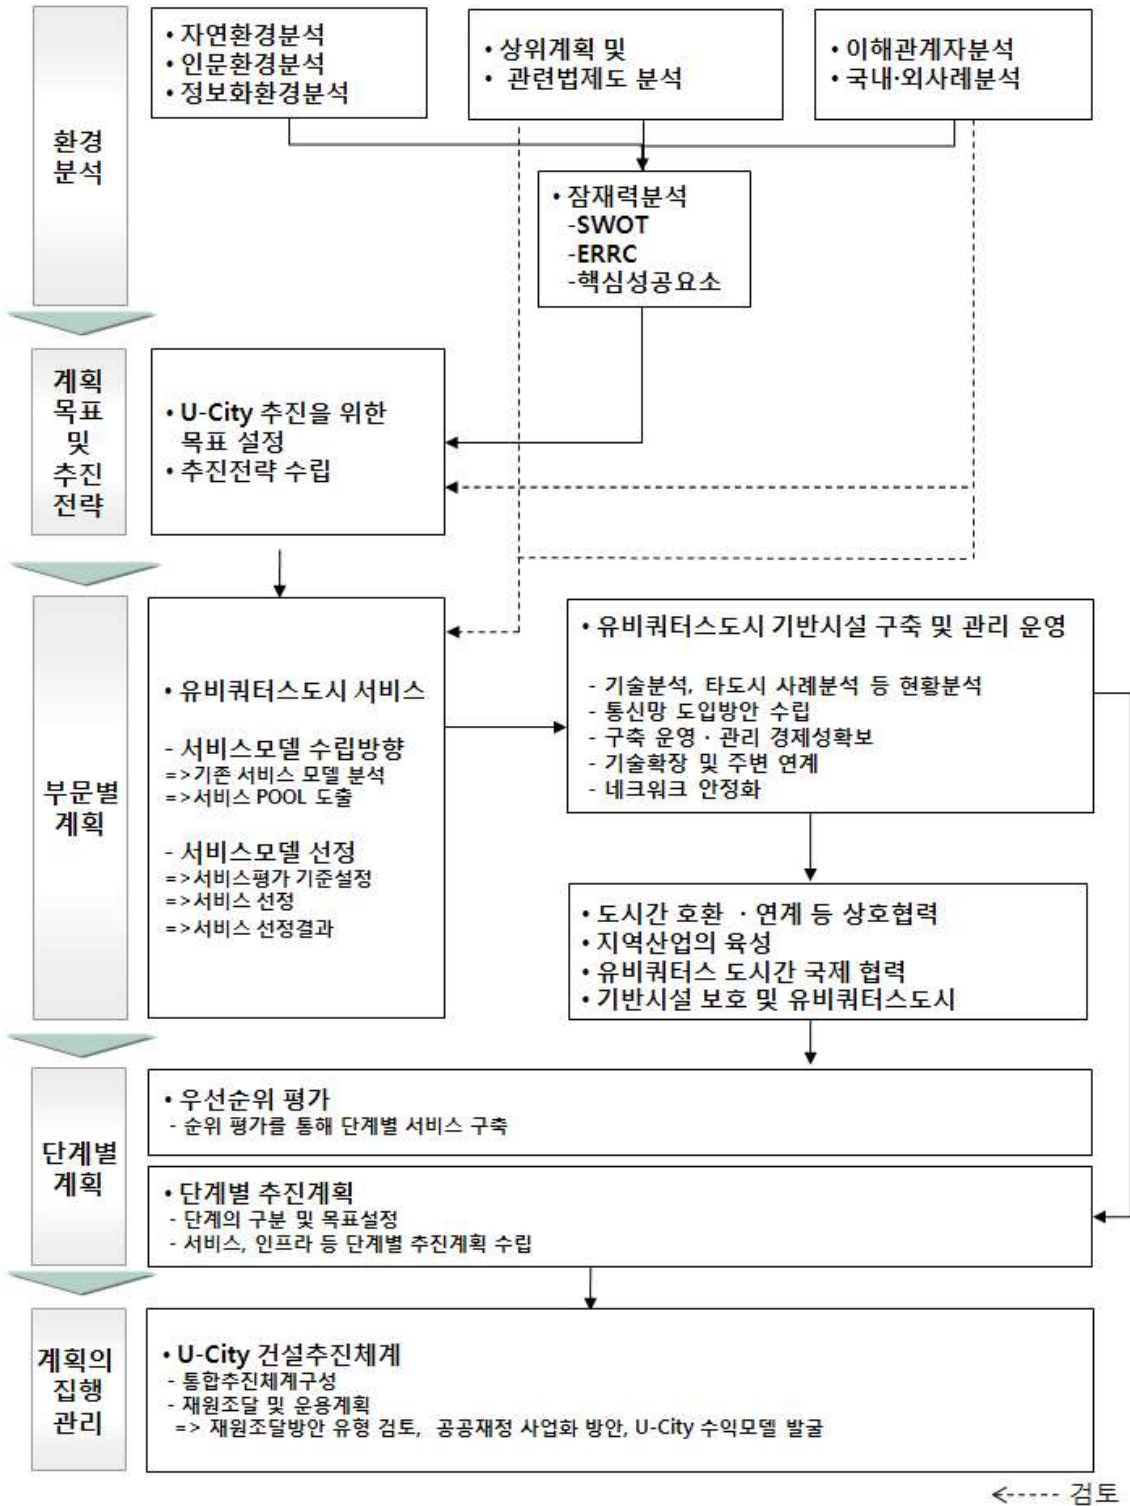 환경
분석
• 자연환경분석
• 인문환경분석
• 정보화환경분석
• 상위계획 및
• 관련법제도 분석
• 이해관계자분석
• 국내·외사례분석
• 잠재력분석
-SWOT
-ERRC
-핵심성공요소
계획
목표
및
추진
전략
• U-City 추진을 위한
목표 설정
• 추진전략 수립
부문별
계획
• 유비쿼터스도시 서비스
- 서비스모델 수립방향
=>기존 서비스 모델 분석
=>서비스 POOL 도출
- 서비스모델 선정
=>서비스평가 기준설정
=>서비스 선정
=>서비스 선정결과
• 유비쿼터스도시 기반시설 구축 및 관리 운영
- 기술분석, 타도시 사례분석 등 현황분석
- 통신망 도입방안 수립
- 구축 운영 · 관리 경제성확보
- 기술확장 및 주변 연계
- 네크워크 안정화
• 도시간 호환 · 연계 등 상호협력
• 지역산업의 육성
• 유비쿼터스 도시간 국제 협력
• 기반시설 보호 및 유비쿼터스도시
단계별
계획
• 우선순위 평가
- 순위 평가를 통해 단계별 서비스 구축
• 단계별 추진계획
- 단계의 구분 및 목표설정
- 서비스, 인프라 등 단계별 추진계획 수립
계획의
집행
관리
• U-City 건설추진체계
- 통합추진체계구성
- 재원조달 및 운용계획
=> 재원조달방안 유형 검토, 공공재정 사업화 방안, U-City 수익모델 발굴
검토